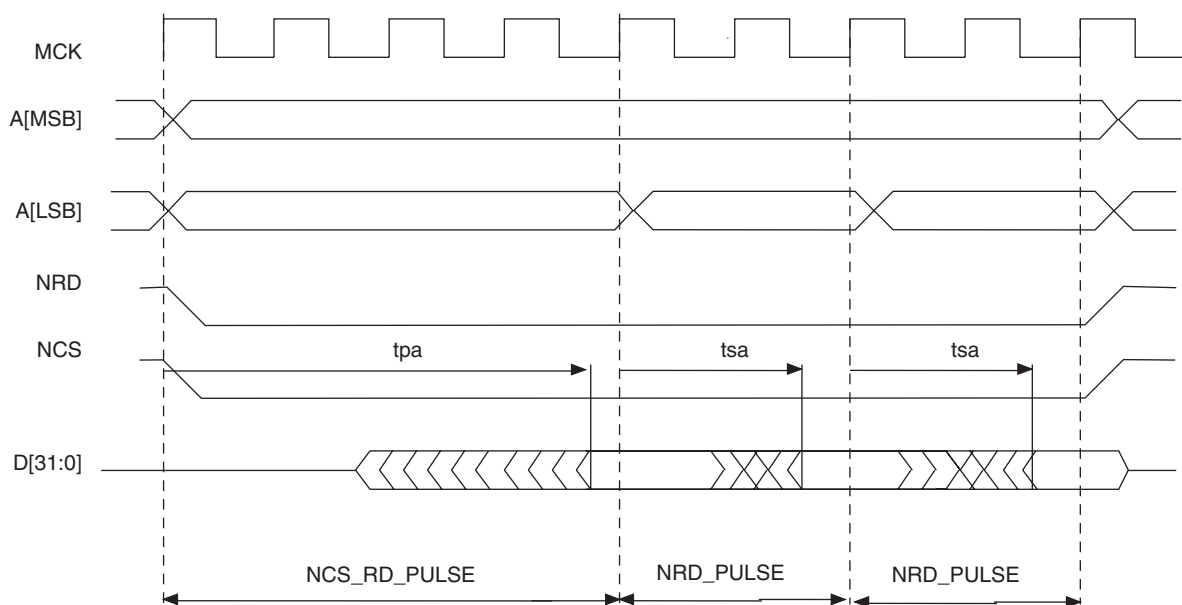 MCK
A[MSB]
A[LSB]
NRD
NCS
tpa
tsa
tsa
D[31:0]
NCS_RD_PULSE
NRD_PULSE
NRD_PULSE